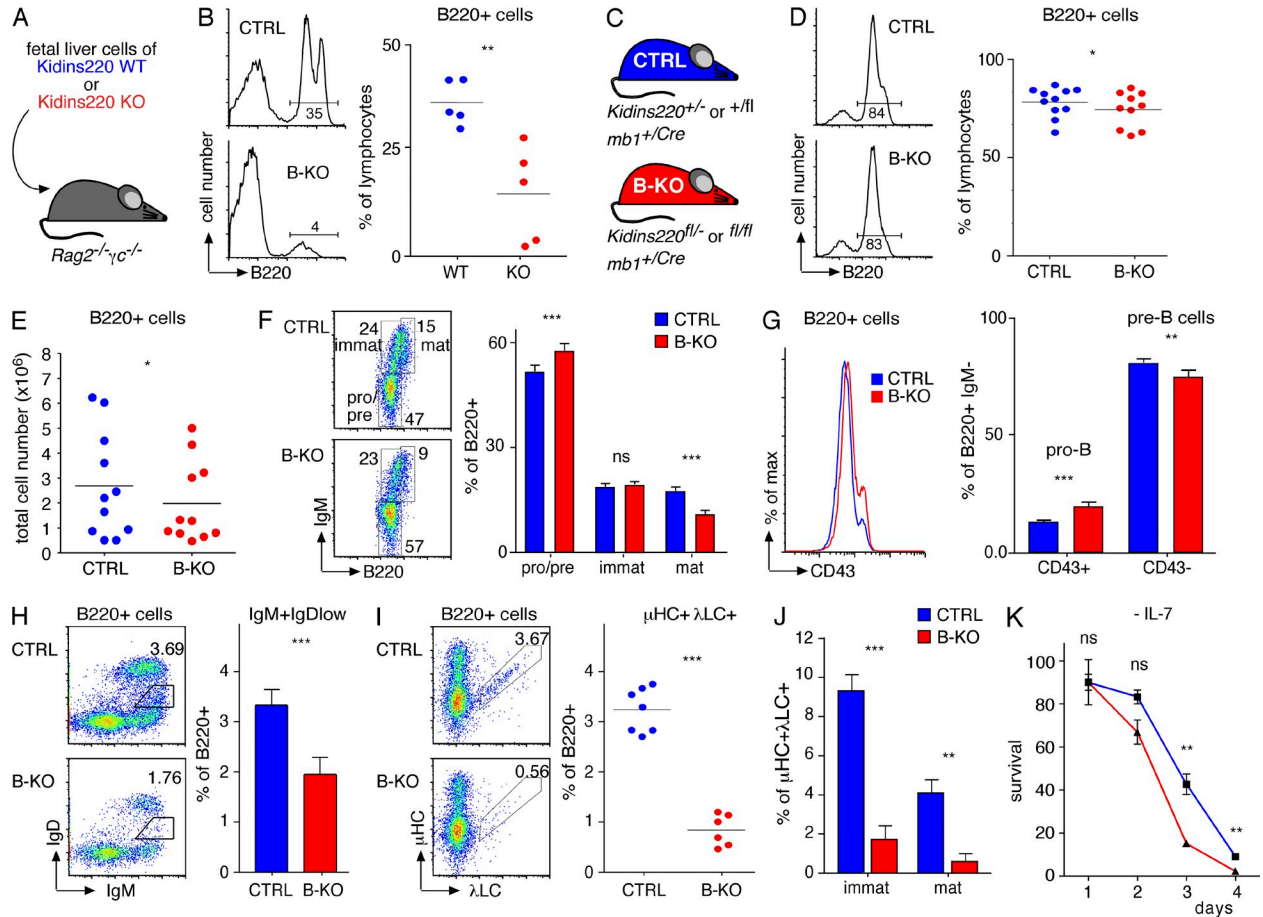 A
fetal liver cells of
Kidins220 WT
or
Kidins220 KO
Rag2-/-γc-/-
B
B220+ cells
CTRL
35
B-KO
4
cell number
B220
% of lymphocytes
50
25
0
**
WT
KO
C
CTRL
Kidins220+/- or +/fl
mb1+/Cre
B-KO
Kidins220fl/- or fl/fl
mb1+/Cre
D
B220+ cells
CTRL
84
B-KO
83
cell number
B220
% of lymphocytes
100
50
0
*
CTRL
B-KO
E
B220+ cells
total cell number (x10⁶)
8
7
6
5
4
3
2
1
0
*
CTRL
B-KO
F
CTRL
24
immat
15
mat
pro/
pre
47
B-KO
23
9
57
IgM
B220
CTRL
B-KO
% of B220+
60
30
0
***
ns
***
pro/pre
immat
mat
G
B220+ cells
CTRL
B-KO
% of max
CD43
% of B220+ IgM-
100
50
0.0
pre-B cells
**
pro-B
***
CD43+
CD43-
H
B220+ cells
CTRL
3.69
B-KO
1.76
IgD
IgM
IgM+IgDlow
***
% of B220+
4
3
2
1
0
CTRL
B-KO
I
B220+ cells
CTRL
3.67
B-KO
0.56
μHC
λLC
μHC+ λLC+
***
% of B220+
4
3
2
1
0
CTRL
B-KO
J
CTRL
B-KO
% of μHC+λLC+
12
10
8
6
4
2
0
***
**
immat
mat
K
- IL-7
survival
100
80
60
40
20
0
ns
ns
**
**
1
2
3
4
days